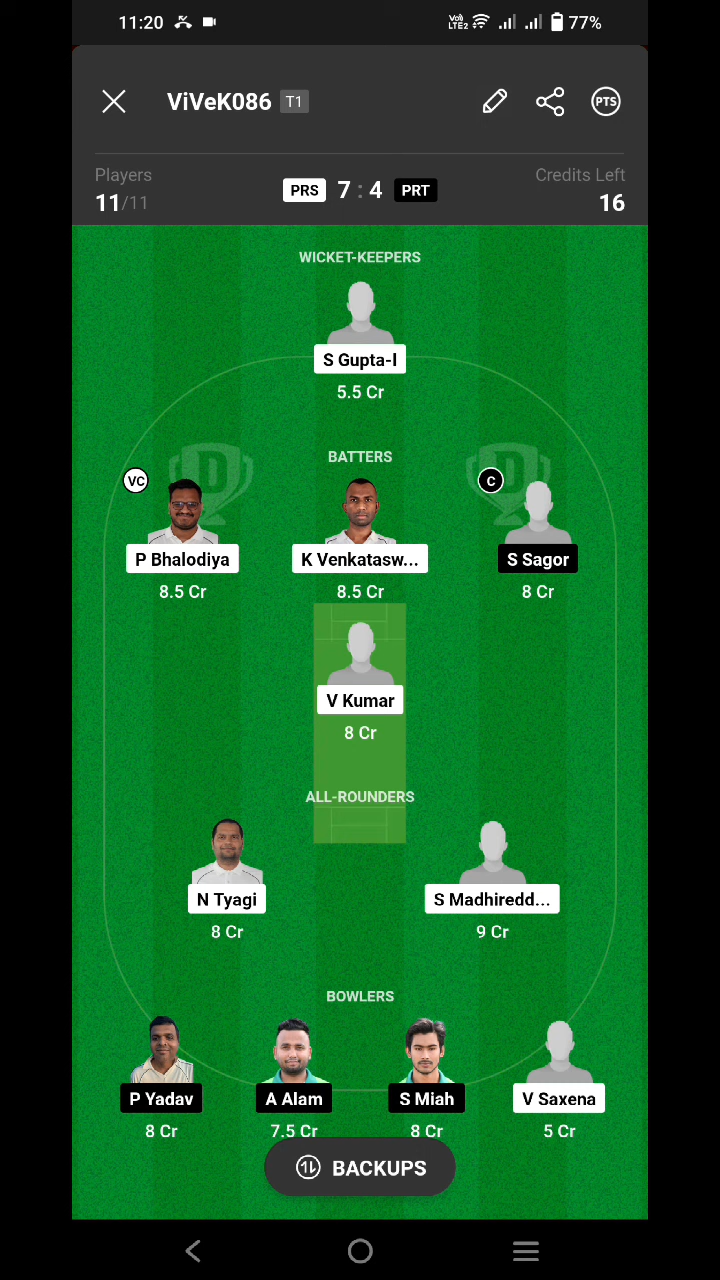 11:20 Vo) LTE2 77%
ViVeK086 T1 PTS
Players Credits Left
PRS 7 : 4 PRT
11/11 16
WICKET-KEEPERS
S Gupta-I
5.5 Cr
BATTERS
VC C
P Bhalodiya K Venkatasw... S Sagor
8.5 Cr 8.5 Cr 8 Cr
V Kumar
8 Cr
ALL-ROUNDERS
N Tyagi S Madhiredd...
8 Cr 9 Cr
BOWLERS
P Yadav A Alam S Miah V Saxena
8 Cr 7.5 Cr 8 Cr 5 Cr
BACKUPS